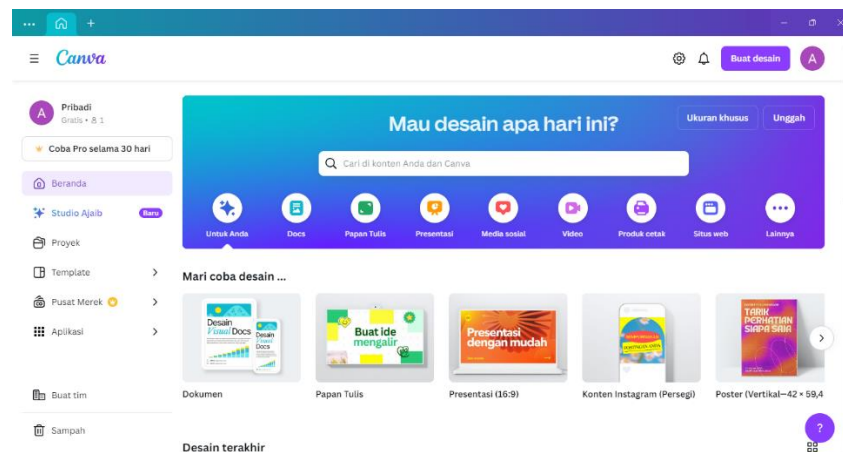 Canva
Buat desain
A
A
Pribadi
Gratis • 1
Coba Pro selama 30 hari
Beranda
Studio Ajaib
Baru
Proyek
Template
Pusat Merek
Aplikasi
Buat tim
Sampah
Mau desain apa hari ini?
Ukuran khusus
Unggah
Cari di konten Anda dan Canva
Untuk Anda
Docs
Papan Tulis
Presentasi
Media sosial
Video
Produk cetak
Situs web
Lainnya
Mari coba desain ...
Desain
Visual Docs
Desain
Visual
Docs
Buat ide
mengalir
Presentasi
dengan mudah
TARIK
PERHATIAN
SIAPA SAJA
Dokumen
Papan Tulis
Presentasi (16:9)
Konten Instagram (Persegi)
Poster (Vertikal—42 × 59,4
?
Desain terakhir